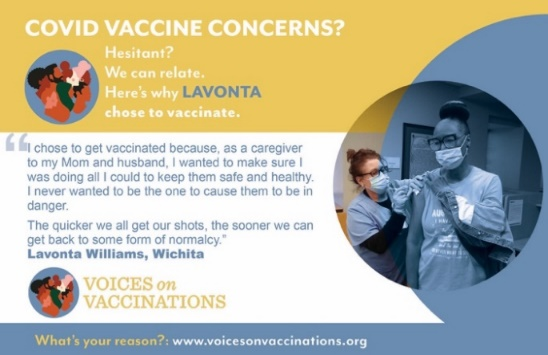 COVID VACCINE CONCERNS?
Hesitant?
We can relate.
Here's why LAVONTA
chose to vaccinate.
“I chose to get vaccinated because, as a caregiver
to my Mom and husband, I wanted to make sure I
was doing all I could to keep them safe and healthy.
I never wanted to be the one to cause them to be in
danger.
The quicker we all get our shots, the sooner we can
get back to some form of normalcy.”
Lavonta Williams, Wichita
VOICES on
VACCINATIONS
What's your reason?: www.voicesonvaccinations.org